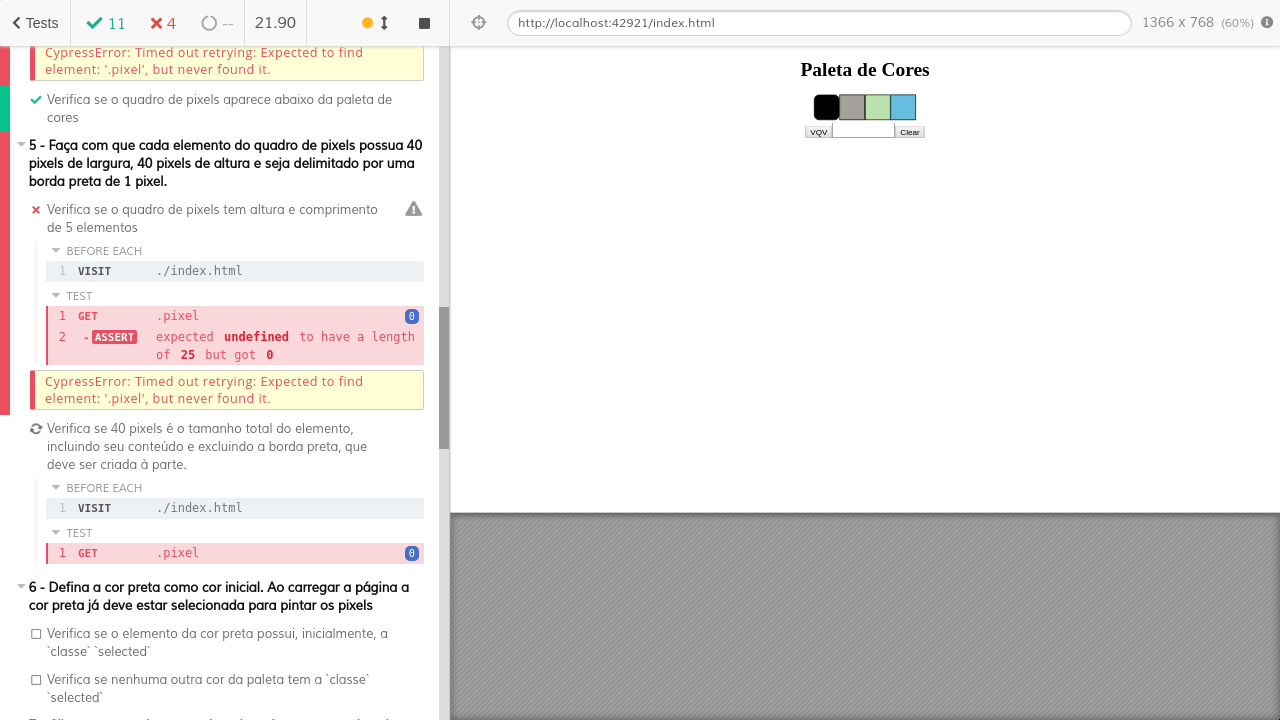 Tests 11 4 -- 21.90
http://localhost:42921/index.html 1366 x 768 (60%)
CypressError: Timed out retrying: Expected to find
element: '.pixel', but never found it.
Verifica se o quadro de pixels aparece abaixo da paleta de
cores
5 - Faça com que cada elemento do quadro de pixels possua 40
pixels de largura, 40 pixels de altura e seja delimitado por uma
borda preta de 1 pixel.
Verifica se o quadro de pixels tem altura e comprimento
de 5 elementos
BEFORE EACH
1 VISIT ./index.html
TEST
1 GET .pixel 0
2 -ASSERT expected undefined to have a length
of 25 but got 0
CypressError: Timed out retrying: Expected to find
element: '.pixel', but never found it.
Verifica se 40 pixels é o tamanho total do elemento,
incluindo seu conteúdo e excluindo a borda preta, que
deve ser criada à parte.
BEFORE EACH
1 VISIT ./index.html
TEST
1 GET .pixel 0
6 - Defina a cor preta como cor inicial. Ao carregar a página a
cor preta já deve estar selecionada para pintar os pixels
Verifica se o elemento da cor preta possui, inicialmente, a
`classe` `selected`
Verifica se nenhuma outra cor da paleta tem a `classe`
`selected`
Paleta de Cores
VQV Clear